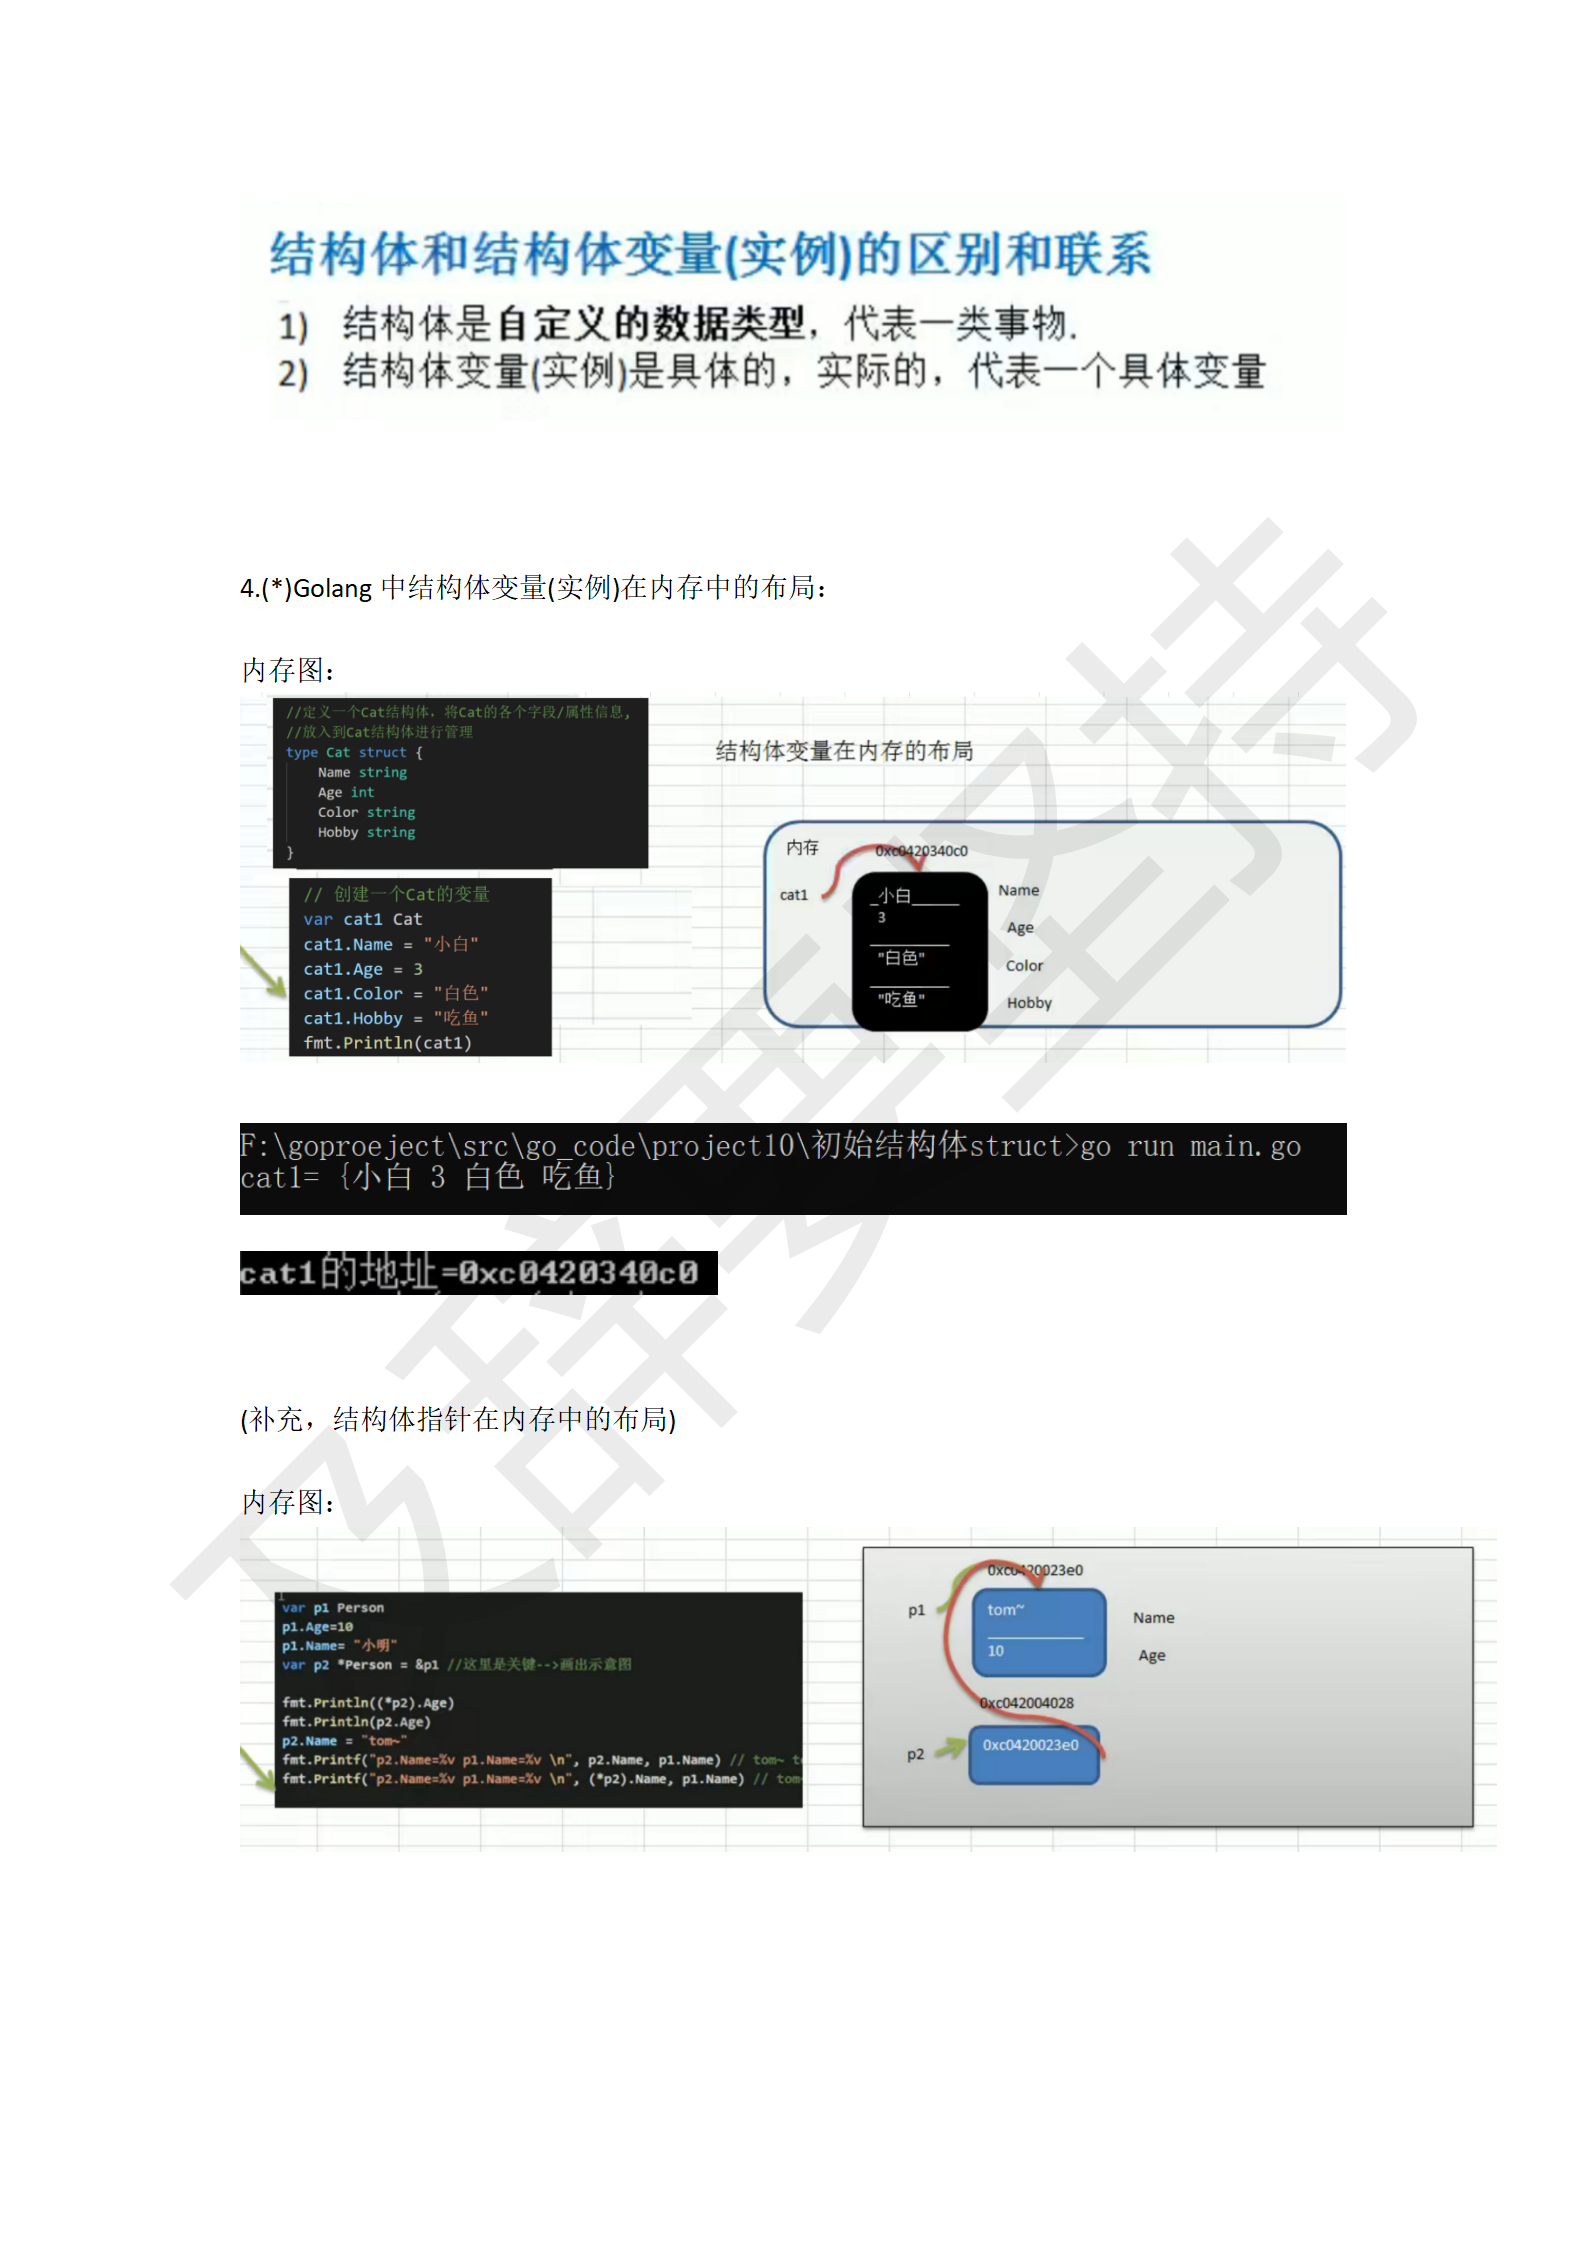 结构体和结构体变量(实例)的区别和联系
1) 结构体是自定义的数据类型，代表一类事物.
2) 结构体变量(实例)是具体的，实际的，代表一个具体变量
4.(*)Golang 中结构体变量(实例)在内存中的布局：
内存图：
//定义一个Cat结构体，将Cat的各个字段/属性信息，
//放入到Cat结构体进行管理
type Cat struct {
Name string
Age int
Color string
Hobby string
}
// 创建一个Cat的变量
var cat1 Cat
cat1.Name = "小白"
cat1.Age = 3
cat1.Color = "白色"
cat1.Hobby = "吃鱼"
fmt.Println(cat1)
结构体变量在内存的布局
内存
0xc0420340c0
cat1
_小白______ Name
3 Age
"白色" Color
"吃鱼" Hobby
F:\goproeject\src\go_code\project10\初始结构体struct>go run main.go
cat1= {小白 3 白色 吃鱼}
cat1的地址=0xc0420340c0
(补充，结构体指针在内存中的布局)
内存图：
var p1 Person
p1.Age=10
p1.Name= "小明"
var p2 *Person = &p1 //这里是关键-->画出示意图
fmt.Println((*p2).Age)
fmt.Println(p2.Age)
p2.Name = "tom~"
fmt.Printf("p2.Name=%v p1.Name=%v \n", p2.Name, p1.Name) // tom~ t
fmt.Printf("p2.Name=%v p1.Name=%v \n", (*p2).Name, p1.Name) // tom
0xc0420023e0
p1
tom~ Name
10 Age
0xc042004028
p2
0xc0420023e0
又辞要坚持